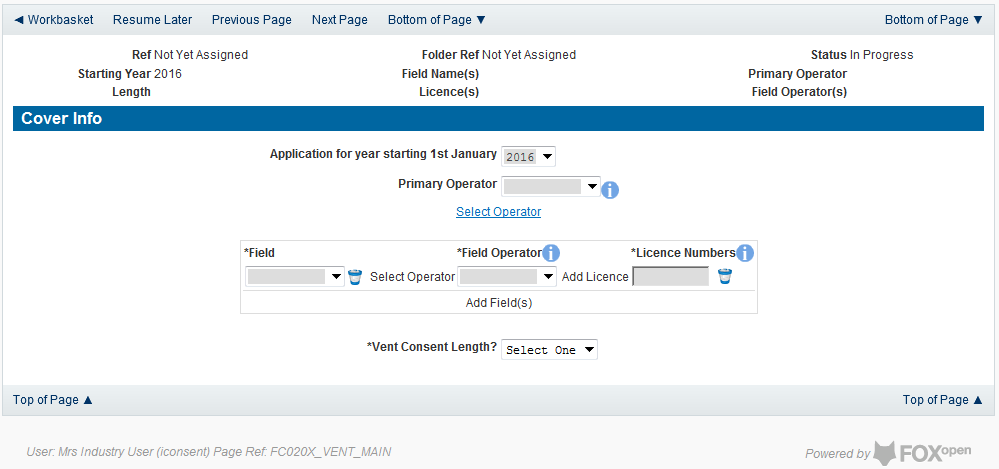 ◄ Workbasket Resume Later Previous Page Next Page Bottom of Page ▼ Bottom of Page ▼
Ref Not Yet Assigned Folder Ref Not Yet Assigned Status In Progress
Starting Year 2016 Field Name(s) Primary Operator
Length Licence(s) Field Operator(s)
Cover Info
Application for year starting 1st January 2016
Primary Operator
Select Operator
*Field *Field Operator *Licence Numbers
Select Operator Add Licence
Add Field(s)
*Vent Consent Length? Select One
Top of Page ▲ Top of Page ▲
User: Mrs Industry User (iconsent) Page Ref: FC020X_VENT_MAIN
Powered by FOXopen